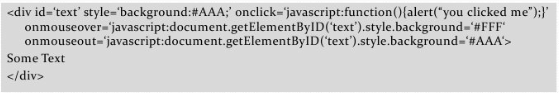 <div id=‘text’ style=‘background:#AAA;’ onclick=‘javascript:function(){alert(“you clicked me”);}’
onmouseover=‘javascript:document.getElementByID(‘text’).style.background=‘#FFF‘
onmouseout=‘javascript:document.getElementByID(‘text’).style.background=‘#AAA‘>
Some Text
</div>